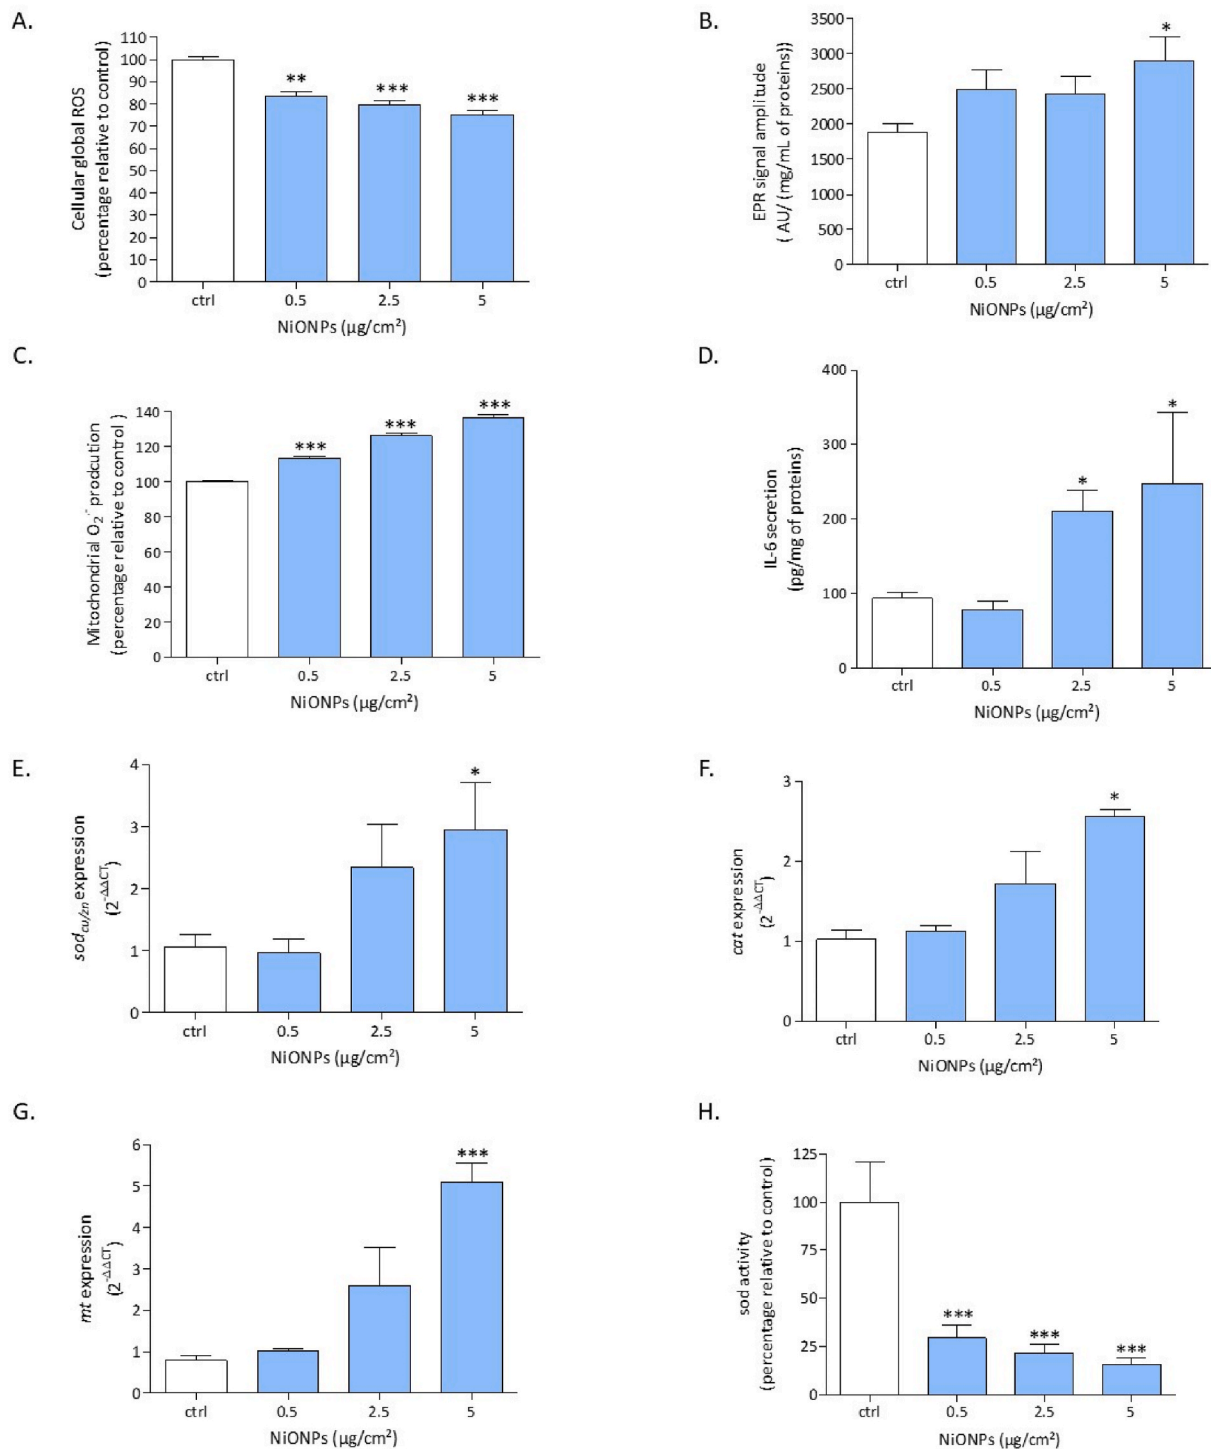 A.
Cellular global ROS
(percentage relative to control)
110
100
90
80
70
60
50
40
30
20
10
0
**
***
***
ctrl
0.5
2.5
5
NiONPs (µg/cm²)
B.
EPR signal amplitude
( AU/ (mg/mL of proteins))
3500
3000
2500
2000
1500
1000
500
0
*
ctrl
0.5
2.5
5
NiONPs (µg/cm²)
C.
Mitochondrial O₂·⁻ prodcution
(percentage relative to control )
140
120
100
80
60
40
20
0
***
***
***
ctrl
0.5
2.5
5
NiONPs (µg/cm²)
D.
IL-6 secretion
(pg/mg of proteins)
400
300
200
100
0
*
*
ctrl
0.5
2.5
5
NiONPs (µg/cm²)
E.
sod cu/zn expression
(2^-ΔΔCT)
4
3
2
1
0
*
ctrl
0.5
2.5
5
NiONPs (µg/cm²)
F.
cat expression
(2^-ΔΔCT)
3
2
1
0
*
ctrl
0.5
2.5
5
NiONPs (µg/cm²)
G.
mt expression
(2^-ΔΔCT)
6
5
4
3
2
1
0
***
ctrl
0.5
2.5
5
NiONPs (µg/cm²)
H.
sod activity
(percentage relative to control)
125
100
75
50
25
0
***
***
***
ctrl
0.5
2.5
5
NiONPs (µg/cm²)